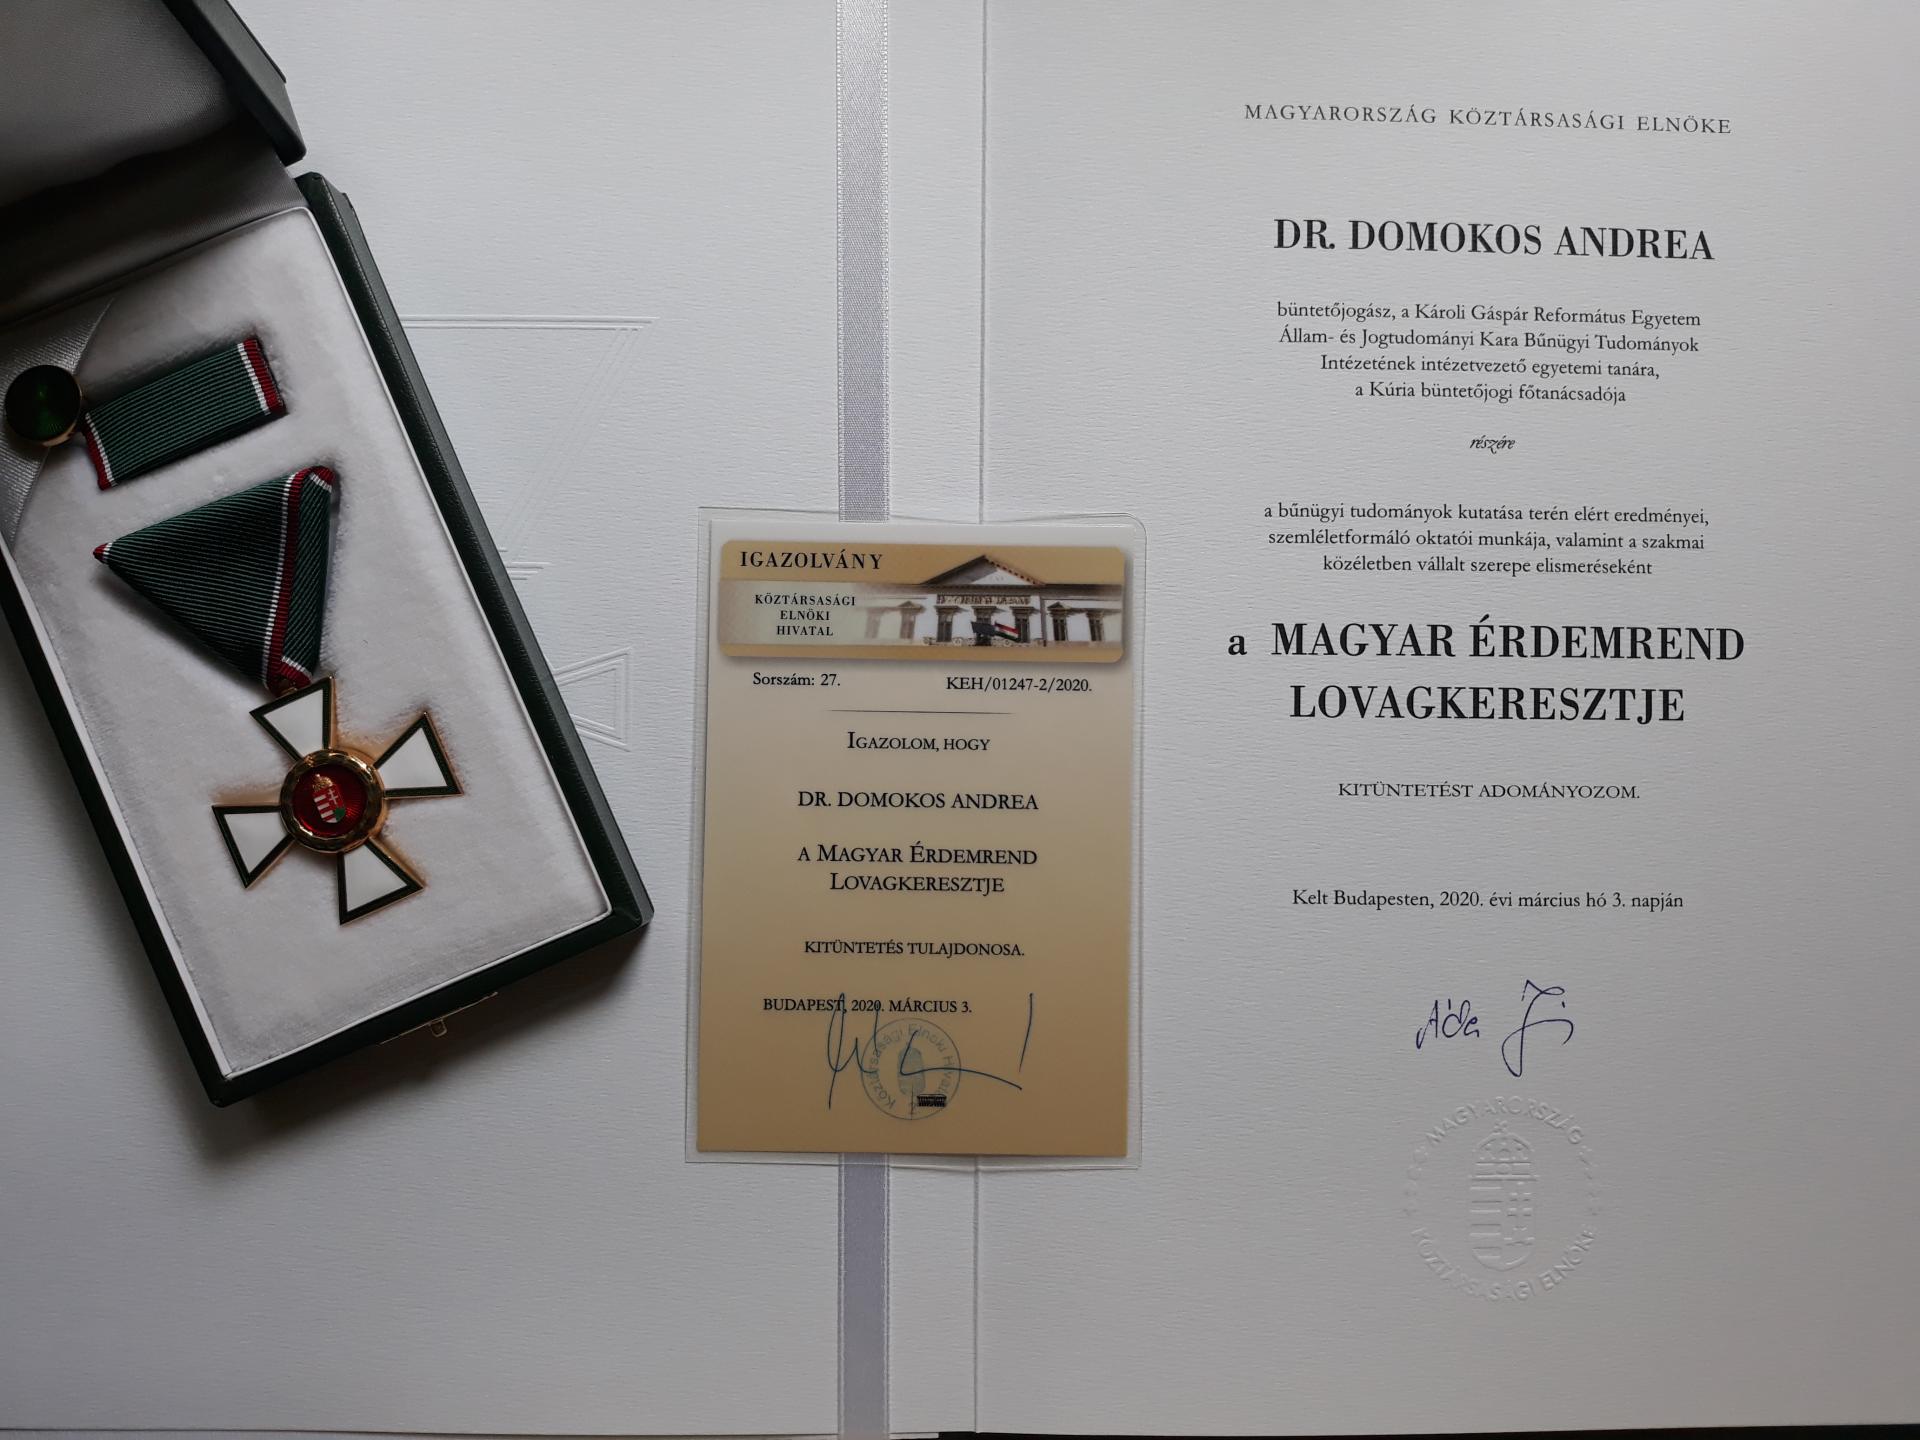 MAGYARORSZÁG KÖZTÁRSASÁGI ELNÖKE
DR. DOMOKOS ANDREA
büntetőjogász, a Károli Gáspár Református Egyetem
Állam- és Jogtudományi Kara Bűnügyi Tudományok
Intézetének intézetvezető egyetemi tanára,
a Kúria büntetőjogi főtanácsadója
részére
a bűnügyi tudományok kutatása terén elért eredményei,
szemléletformáló oktatói munkája, valamint a szakmai
közéletben vállalt szerepe elismeréseként
a MAGYAR ÉRDEMREND
LOVAGKERESZTJE
KITÜNTETÉST ADOMÁNYOZOM.
Kelt Budapesten, 2020. évi március hó 3. napján
MAGYARORSZÁG
KÖZTÁRSASÁGI ELNÖKE
IGAZOLVÁNY
KÖZTÁRSASÁGI
ELNÖKI
HIVATAL
Sorszám: 27.
KEH/01247-2/2020.
IGAZOLOM, HOGY
DR. DOMOKOS ANDREA
A MAGYAR ÉRDEMREND
LOVAGKERESZTJE
KITÜNTETÉS TULAJDONOSA.
BUDAPEST, 2020. MÁRCIUS 3.
Köztársasági Elnöki Hivatal
2